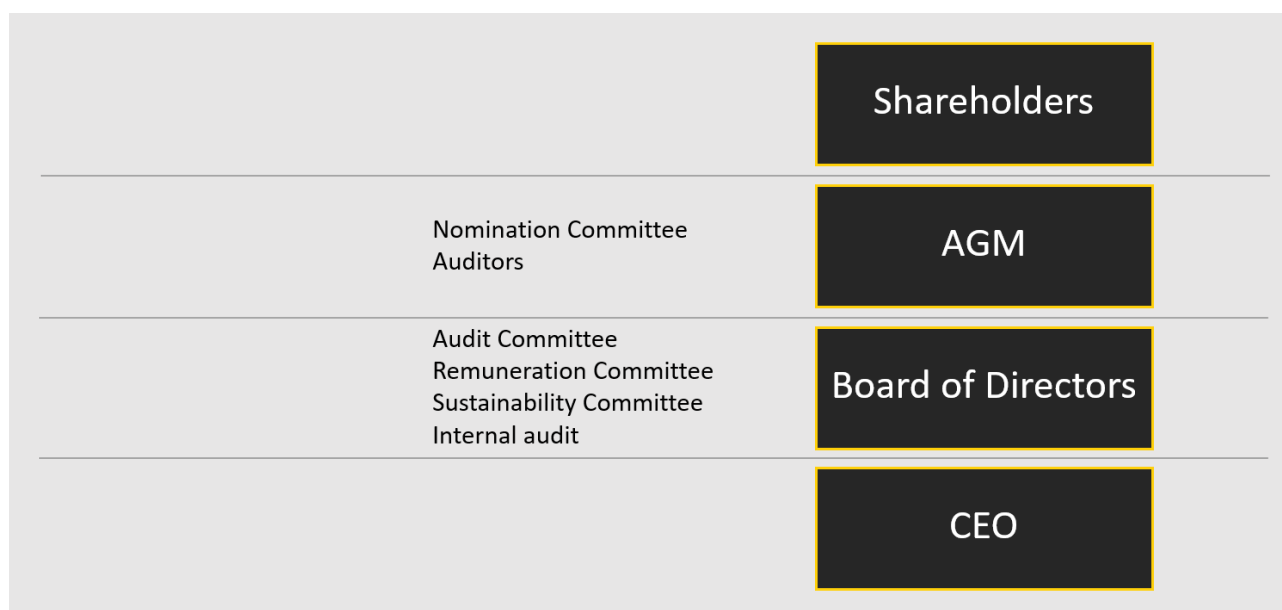 Shareholders
Nomination Committee
Auditors
AGM
Audit Committee
Remuneration Committee
Sustainability Committee
Internal audit
Board of Directors
CEO